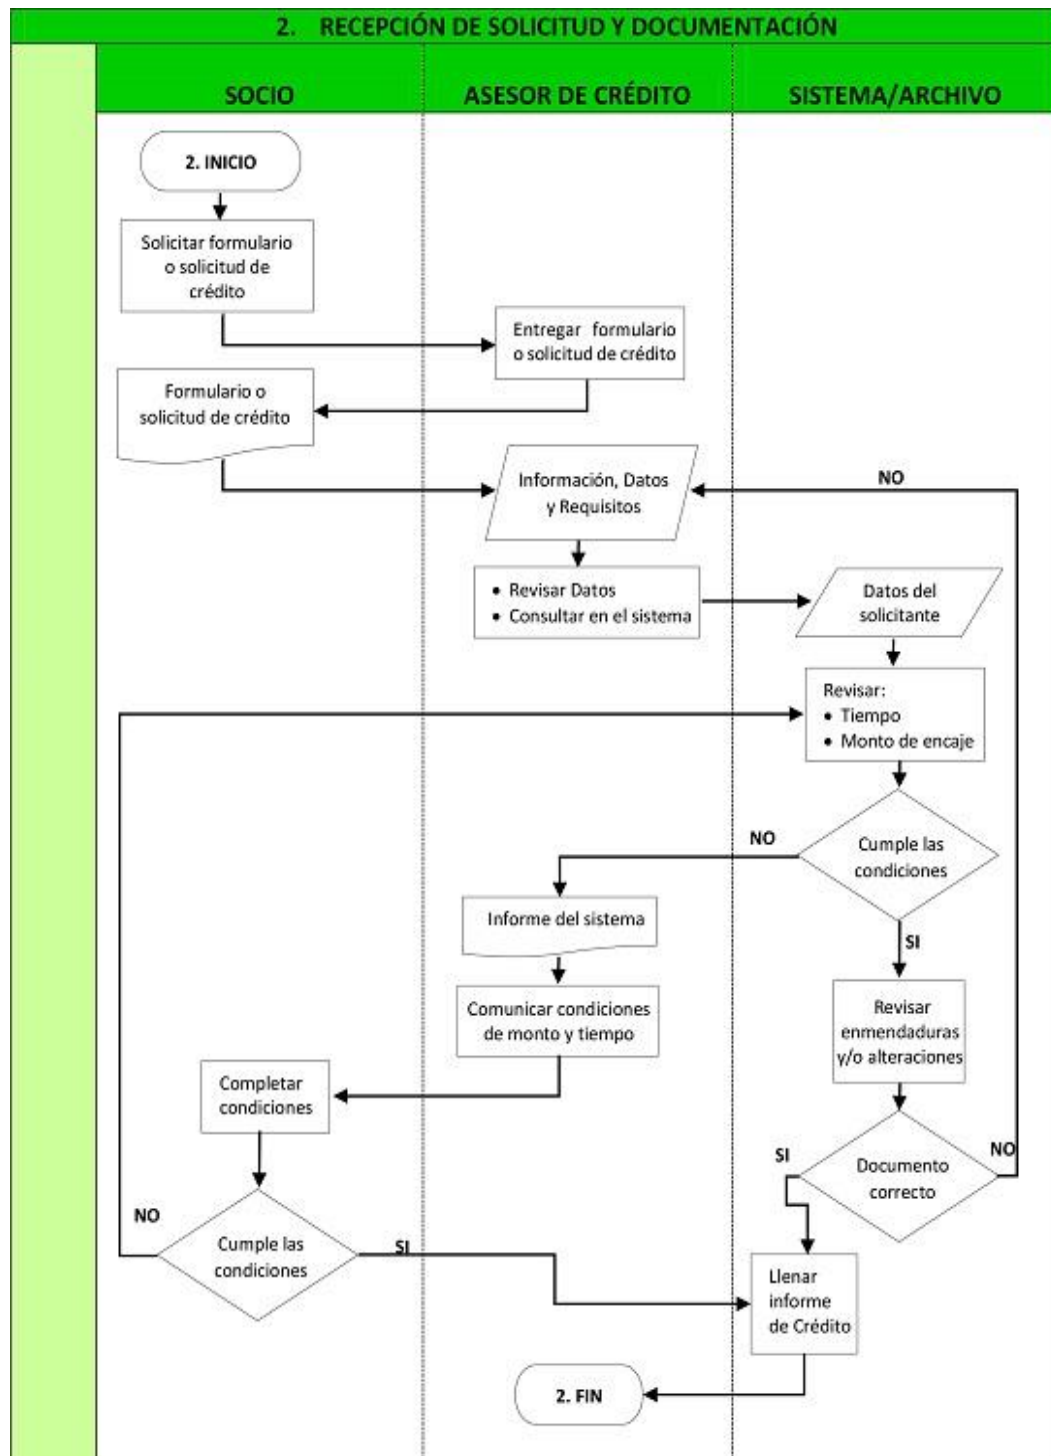 2. RECEPCIÓN DE SOLICITUD Y DOCUMENTACIÓN
SOCIO
ASESOR DE CRÉDITO
SISTEMA/ARCHIVO
2. INICIO
Solicitar formulario
o solicitud de
crédito
Entregar formulario
o solicitud de crédito
Formulario o
solicitud de crédito
Información, Datos
y Requisitos
NO
• Revisar Datos
• Consultar en el sistema
Datos del
solicitante
Revisar:
• Tiempo
• Monto de encaje
Cumple las
condiciones
NO
SI
Informe del sistema
Comunicar condiciones
de monto y tiempo
Revisar
enmendaduras
y/o alteraciones
Completar
condiciones
Documento
correcto
SI
NO
Cumple las
condiciones
NO
SI
Llenar
informe
de Crédito
2. FIN